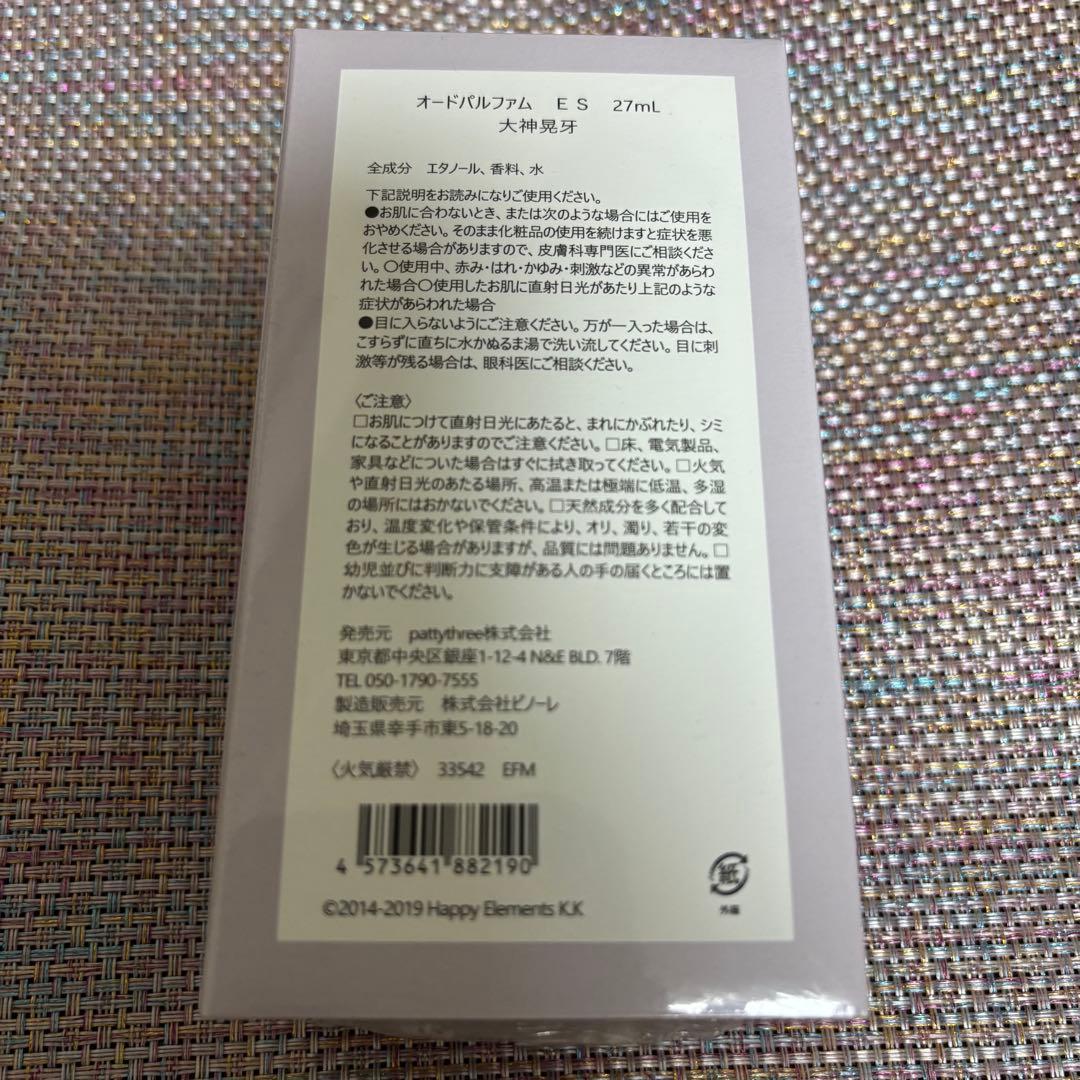 オードパルファム　ＥＳ　27mL
大神晃牙
全成分　エタノール、香料、水
下記説明をお読みになりご使用ください。
●お肌に合わないとき、または次のような場合にはご使用を
おやめください。そのまま化粧品の使用を続けますと症状を悪
化させる場合がありますので、皮膚科専門医にご相談くださ
い。〇使用中、赤み・はれ・かゆみ・刺激などの異常があらわ
れた場合〇使用したお肌に直射日光があたり上記のような
症状があらわれた場合
●目に入らないようにご注意ください。万が一入った場合は、
こすらずに直ちに水かぬるま湯で洗い流してください。目に刺
激等が残る場合は、眼科医にご相談ください。
〈ご注意〉
□お肌につけて直射日光にあたると、まれにかぶれたり、シミ
になることがありますのでご注意ください。□床、電気製品、
家具などについた場合はすぐに拭き取ってください。□火気
や直射日光のあたる場所、高温または極端に低温、多湿
の場所にはおかないでください。□天然成分を多く配合して
おり、温度変化や保管条件により、オリ、濁り、若干の変
色が生じる場合がありますが、品質には問題ありません。□
幼児並びに判断力に支障がある人の手の届くところには置
かないでください。
発売元　pattythree株式会社
東京都中央区銀座1-12-4 N&E BLD. 7階
TEL 050-1790-7555
製造販売元　株式会社ピノーレ
埼玉県幸手市東5-18-20
〈火気厳禁〉　33542　EFM
4 573641 882190
紙
外箱
©2014-2019 Happy Elements K.K